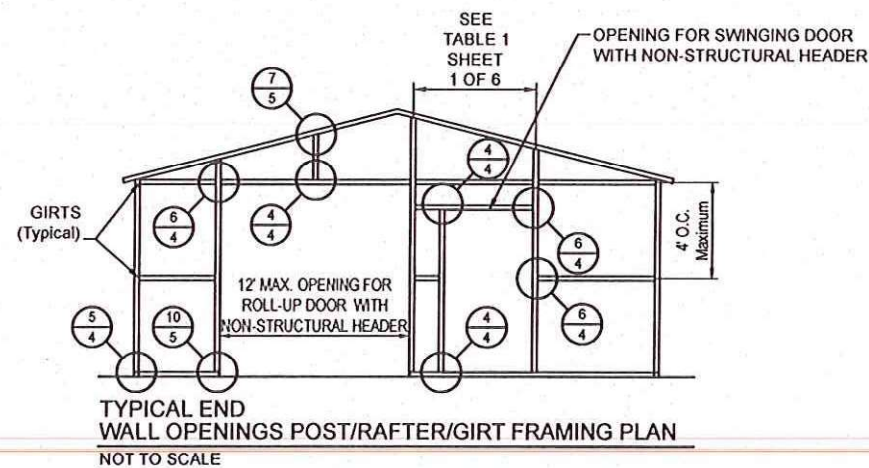 SEE
TABLE 1
SHEET
1 OF 6
OPENING FOR SWINGING DOOR
WITH NON-STRUCTURAL HEADER
7
5
4
4
GIRTS
(Typical)
6
4
4
4
6
4
4' O.C.
Maximum
12' MAX. OPENING FOR
ROLL-UP DOOR WITH
NON-STRUCTURAL HEADER
5
4
10
5
4
4
6
4
TYPICAL END
WALL OPENINGS POST/RAFTER/GIRT FRAMING PLAN
NOT TO SCALE